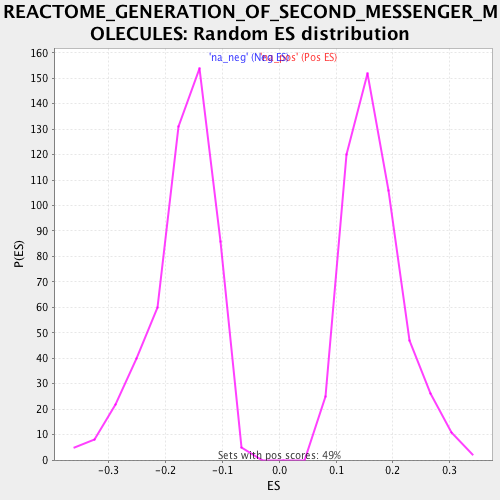 REACTOME_GENERATION_OF_SECOND_MESSENGER_M
OLECULES: Random ES distribution
'na_neg' (Neg ES)
'na_pos' (Pos ES)
160
150
140
130
120
110
100
90
80
70
60
50
40
30
20
10
0
P(ES)
Sets with pos scores: 49%
-0.3 -0.2 -0.1 0.0 0.1 0.2 0.3
ES